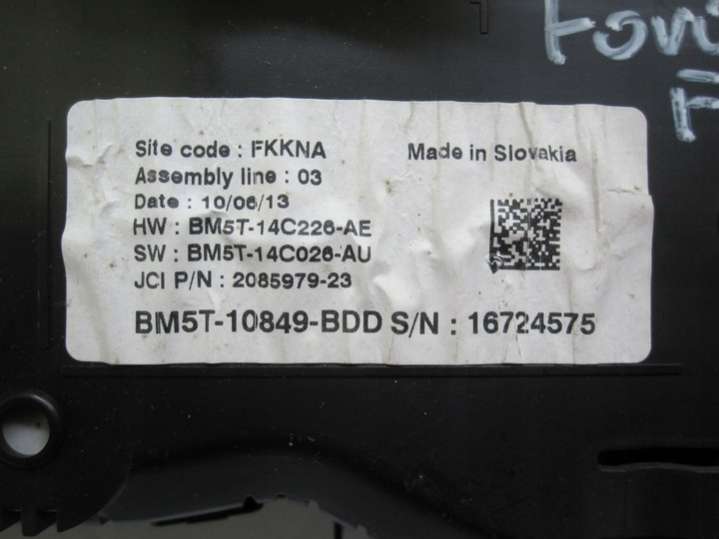 Site code : FKKNA
Made in Slovakia
Assembly line : 03
Date : 10/06/13
HW : BM5T-14C226-AE
SW : BM5T-14C026-AU
JCI P/N : 2085979-23
BM5T-10849-BDD S/N : 16724575